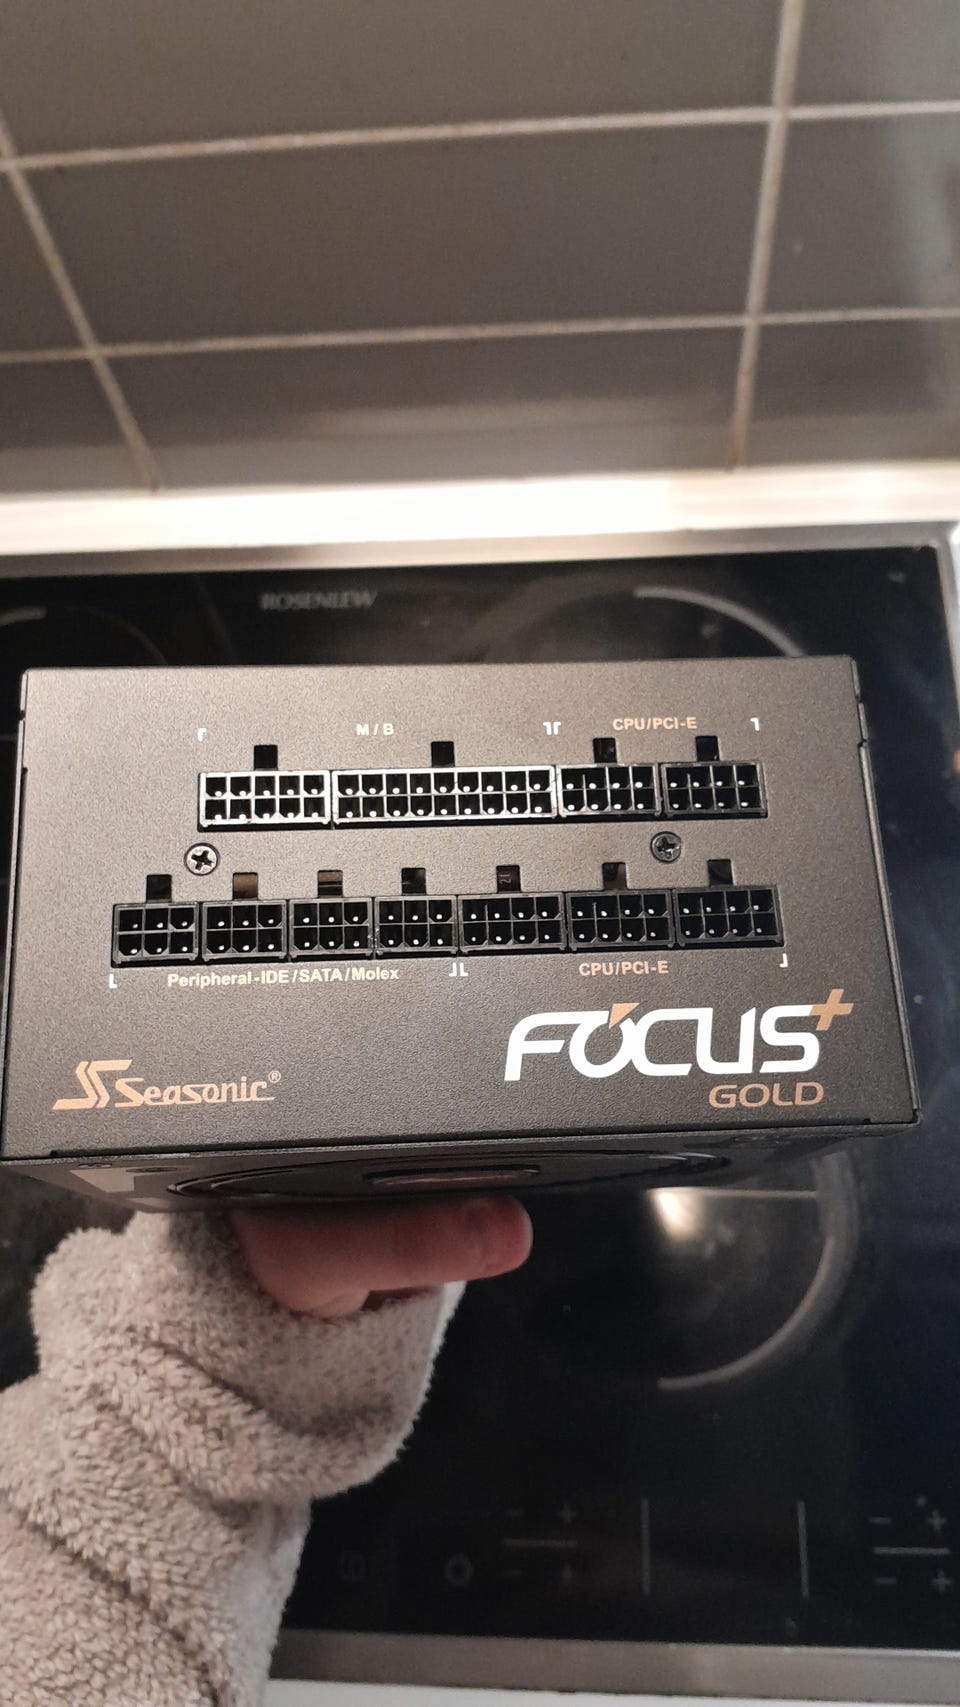 ROSENLEW
M/B
CPU/PCI-E
Peripheral-IDE/SATA/Molex
CPU/PCI-E
FOCUS+
GOLD
Seasonic®